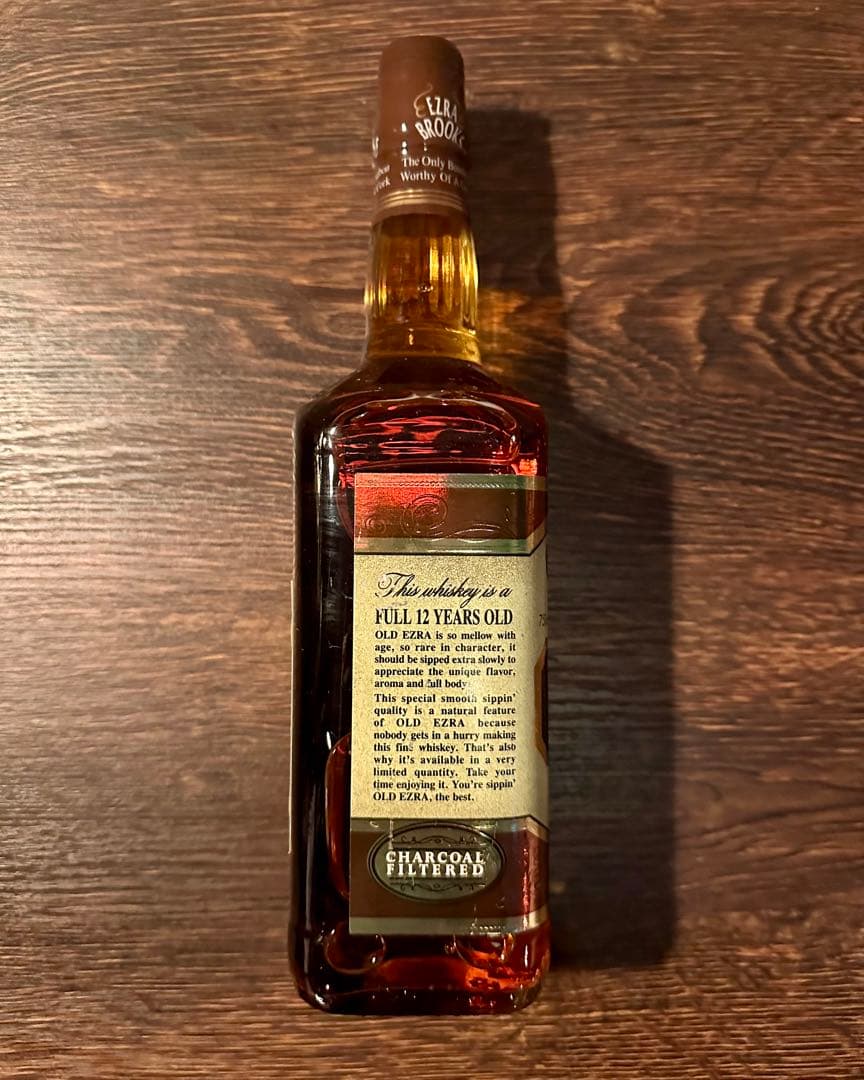 EZRA
BROOKS
The Only
Worthy Of A
This whiskey is a
FULL 12 YEARS OLD
OLD EZRA is so mellow with
age, so rare in character, it
should be sipped extra slowly to
appreciate the unique flavor,
aroma and full body.
This special smooth sippin'
quality is a natural feature
of OLD EZRA because
nobody gets in a hurry making
this fine whiskey. That's also
why it's available in a very
limited quantity. Take your
time enjoying it. You're sippin'
OLD EZRA, the best.
CHARCOAL
FILTERED